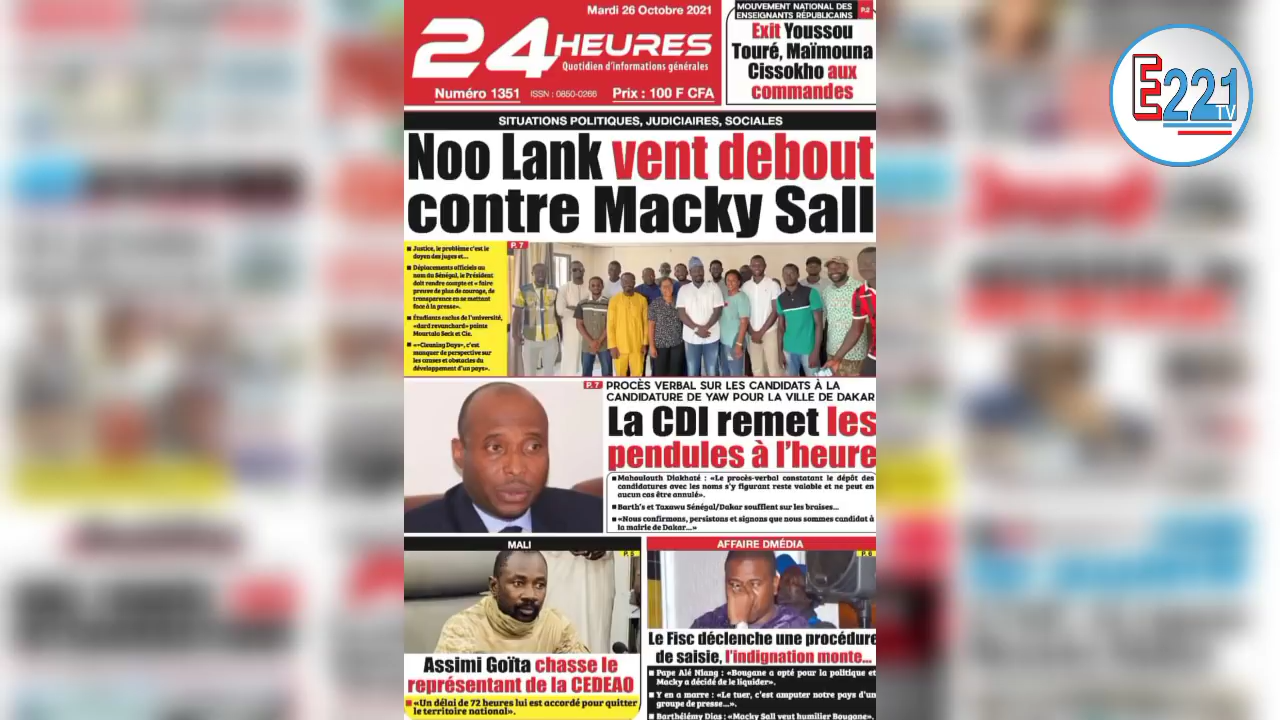 Mardi 26 Octobre 2021
24 HEURES
Quotidien d'informations générales
Numéro 1351 ISSN : 0850-0266 Prix : 100 F CFA
MOUVEMENT NATIONAL DES
ENSEIGNANTS RÉPUBLICAINS P.2
Exit Youssou
Touré, Maïmouna
Cissokho aux
commandes
E221
TV
SITUATIONS POLITIQUES, JUDICIAIRES, SOCIALES
Noo Lank vent debout
contre Macky Sall
P.7
Justice, le problème c'est le
doyen des juges et...
Déplacements officiels au
nom du Sénégal, le Président
doit rendre compte et « faire
preuve de plus de courage, de
transparence en se mettant
face à la presse».
Étudiants exclus de l'université,
«dard revanchard» pointe
Mourtala Seck et Cie.
««Cleaning Days», c'est
manquer de perspective sur
les causes et obstacles du
développement d'un pays».
P.7 PROCÈS VERBAL SUR LES CANDIDATS À LA
CANDIDATURE DE YAW POUR LA VILLE DE DAKAR
La CDI remet les
pendules à l'heure
Mahoulouth Diakhaté : «Le procès-verbal constatant le dépôt des
candidatures avec les noms s'y figurant reste valable et ne peut en
aucun cas être annulé».
Barth's et Taxawu Sénégal/Dakar soufflent sur les braises...
«Nous confirmons, persistons et signons que nous sommes candidat à
la mairie de Dakar...»
MALI
P.5
Assimi Goïta chasse le
représentant de la CEDEAO
«Un délai de 72 heures lui est accordé pour quitter
le territoire national».
AFFAIRE DMÉDIA
Le Fisc déclenche une procédure
de saisie, l'indignation monte...
Pape Alé Niang : «Bougane a opté pour la politique et
Macky a décidé de le liquider».
Y en a marre : «Le tuer, c'est amputer notre pays d'un
groupe de presse...».
Barthélémy Dias : «Macky Sall veut humilier Bougane».